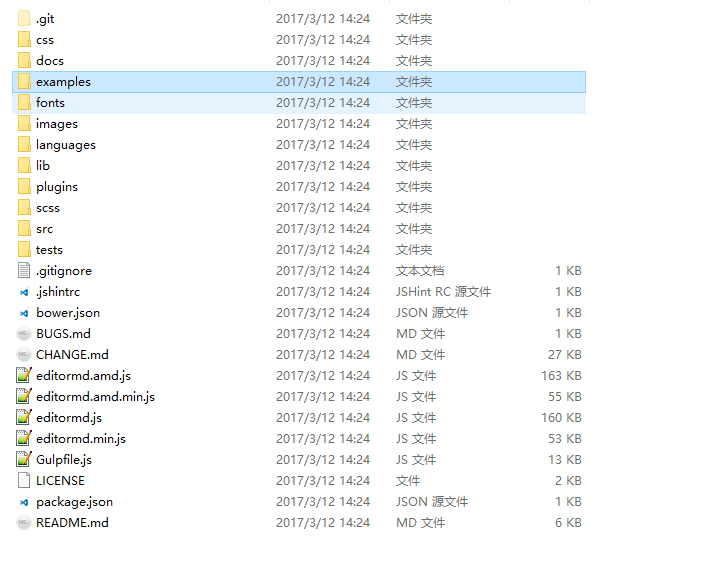 .git 2017/3/12 14:24 文件夹
css 2017/3/12 14:24 文件夹
docs 2017/3/12 14:24 文件夹
examples 2017/3/12 14:24 文件夹
fonts 2017/3/12 14:24 文件夹
images 2017/3/12 14:24 文件夹
languages 2017/3/12 14:24 文件夹
lib 2017/3/12 14:24 文件夹
plugins 2017/3/12 14:24 文件夹
scss 2017/3/12 14:24 文件夹
src 2017/3/12 14:24 文件夹
tests 2017/3/12 14:24 文件夹
.gitignore 2017/3/12 14:24 文本文档 1 KB
.jshintrc 2017/3/12 14:24 JSHint RC 源文件 1 KB
bower.json 2017/3/12 14:24 JSON 源文件 1 KB
BUGS.md 2017/3/12 14:24 MD 文件 1 KB
CHANGE.md 2017/3/12 14:24 MD 文件 27 KB
editormd.amd.js 2017/3/12 14:24 JS 文件 163 KB
editormd.amd.min.js 2017/3/12 14:24 JS 文件 55 KB
editormd.js 2017/3/12 14:24 JS 文件 160 KB
editormd.min.js 2017/3/12 14:24 JS 文件 53 KB
Gulpfile.js 2017/3/12 14:24 JS 文件 13 KB
LICENSE 2017/3/12 14:24 文件 2 KB
package.json 2017/3/12 14:24 JSON 源文件 1 KB
README.md 2017/3/12 14:24 MD 文件 6 KB